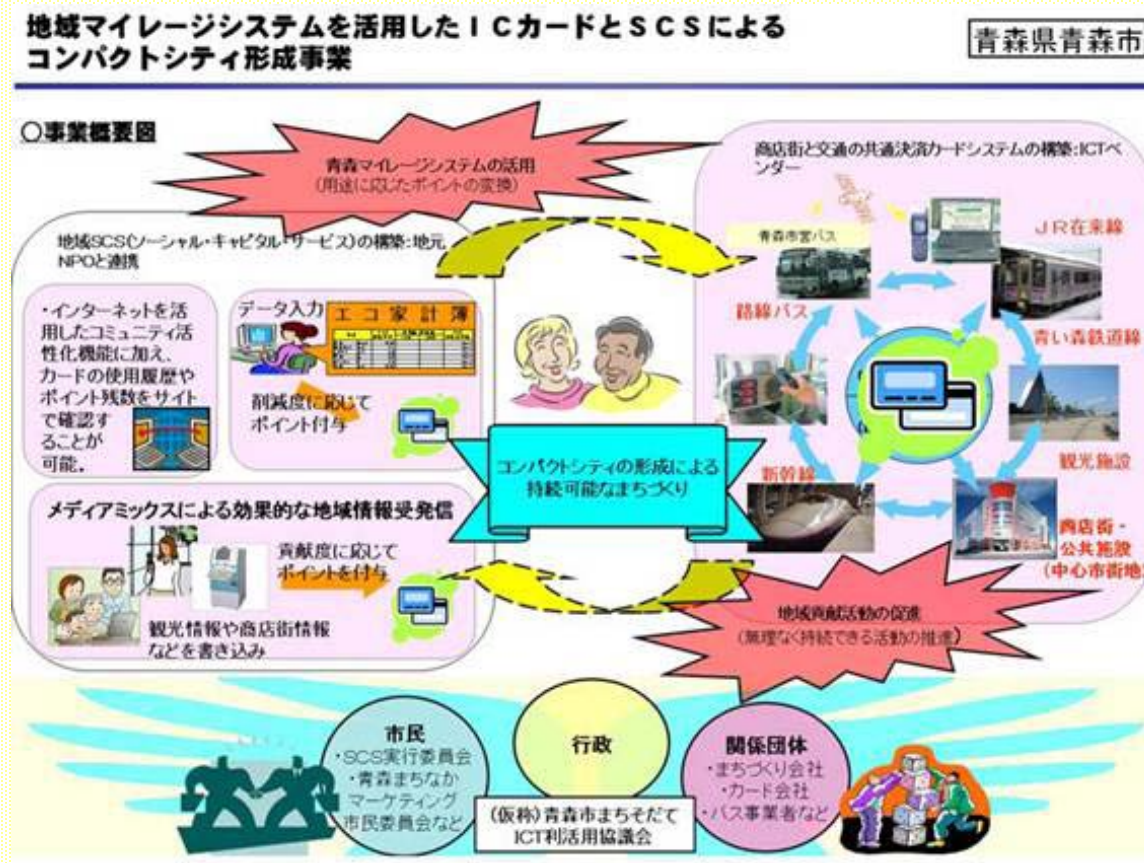 地域マイレージシステムを活用したＩＣカードとＳＣＳによる
コンパクトシティ形成事業
青森県青森市
○事業概要図
青森マイレージシステムの活用
(用途に応じたポイントの変換)
地域SCS(ソーシャル・キャピタル・サービス)の構築:地元
NPOと連携
・インターネットを活
用したコミュニティ活
性化機能に加え、
カードの使用履歴や
ポイント残数をサイト
で確認す
ることが
可能。
データ入力
エコ家計簿
削減度に応じて
ポイント付与
メディアミックスによる効果的な地域情報受発信
貢献度に応じて
ポイントを付与
観光情報や商店街情報
などを書き込み
コンパクトシティの形成による
持続可能なまちづくり
商店街と交通の共通決済カードシステムの構築:ICTベ
ンダー
青森市営バス
ＪＲ在来線
路線バス
青い森鉄道線
新幹線
観光施設
商店街・
公共施設
(中心市街地)
地域貢献活動の促進
(無理なく持続できる活動の推進)
市民
・SCS実行委員会
・青森まちなか
マーケティング
市民委員会など
行政
(仮称)青森市まちそだて
ICT利活用協議会
関係団体
・まちづくり会社
・カード会社
・バス事業者など